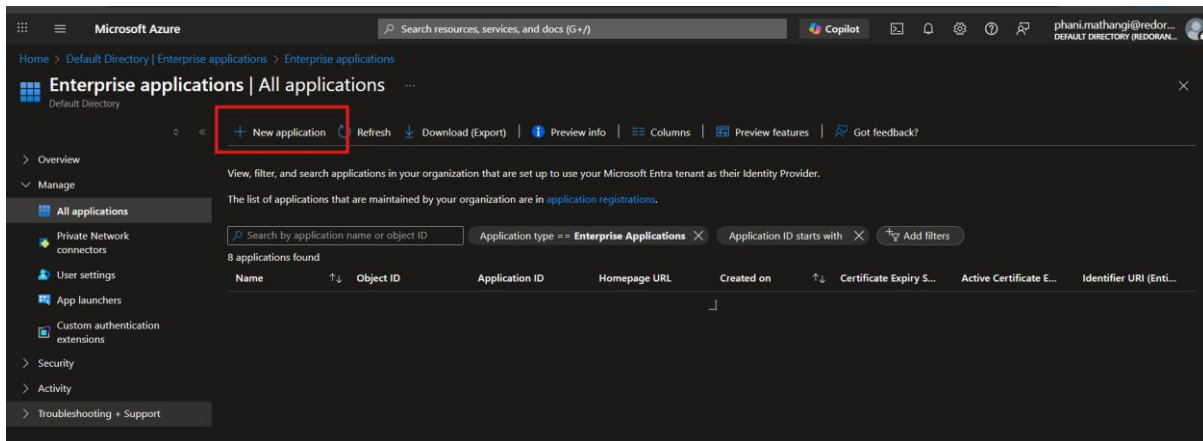 Microsoft Azure
Search resources, services, and docs (G+/)
Copilot
phani.mathangi@redor...
DEFAULT DIRECTORY (REDORAN...
Home > Default Directory | Enterprise applications > Enterprise applications
Enterprise applications | All applications ...
Default Directory
New application
Refresh
Download (Export)
Preview info
Columns
Preview features
Got feedback?
Overview
Manage
All applications
Private Network
connectors
User settings
App launchers
Custom authentication
extensions
Security
Activity
Troubleshooting + Support
View, filter, and search applications in your organization that are set up to use your Microsoft Entra tenant as their Identity Provider.
The list of applications that are maintained by your organization are in application registrations.
Search by application name or object ID
Application type == Enterprise Applications
Application ID starts with
Add filters
8 applications found
Name
Object ID
Application ID
Homepage URL
Created on
Certificate Expiry S...
Active Certificate E...
Identifier URI (Enti...